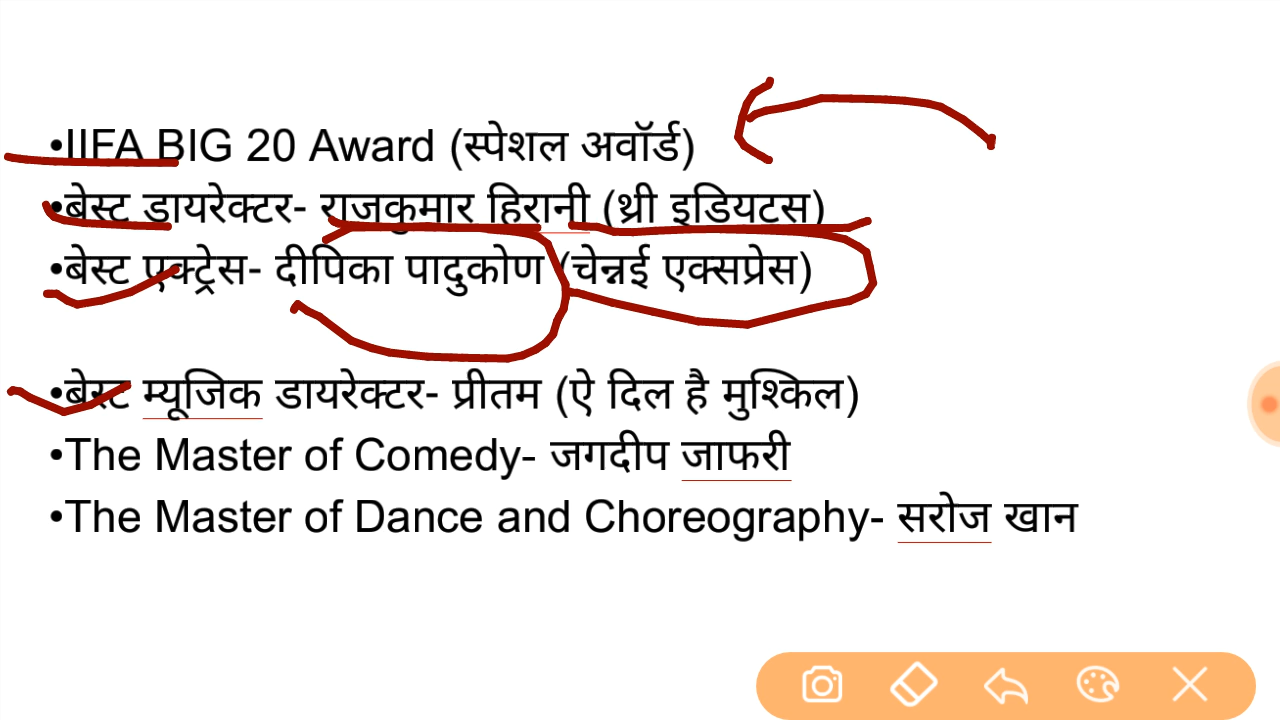 •IIFA BIG 20 Award (स्पेशल अवॉर्ड)
•बेस्ट डायरेक्टर- राजकुमार हिरानी (थ्री इडियटस)
•बेस्ट एक्ट्रेस- दीपिका पादुकोण (चेन्नई एक्सप्रेस)
•बेस्ट म्यूजिक डायरेक्टर- प्रीतम (ऐ दिल है मुश्किल)
•The Master of Comedy- जगदीप जाफरी
•The Master of Dance and Choreography- सरोज खान